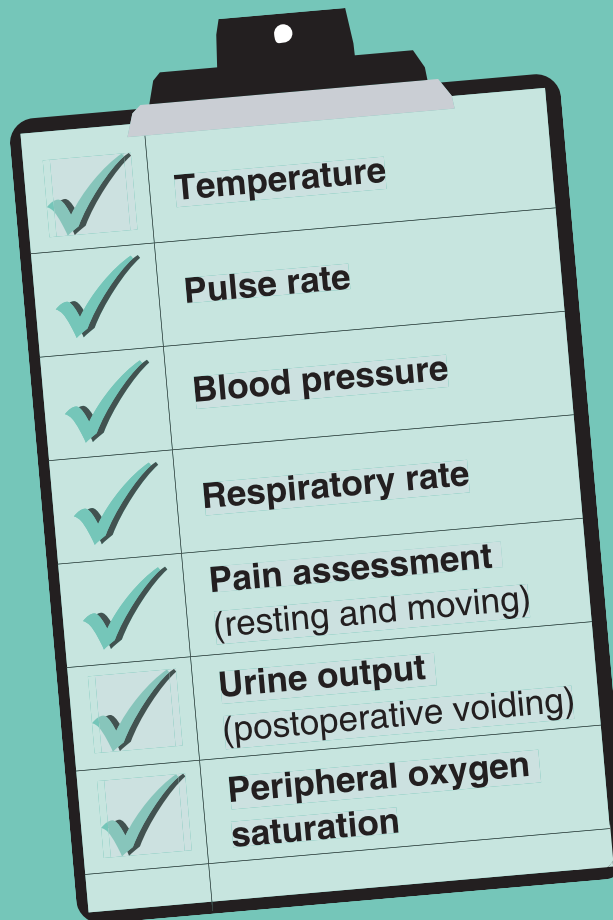 Temperature
Pulse rate
Blood pressure
Respiratory rate
Pain assessment
(resting and moving)
Urine output
(postoperative voiding)
Peripheral oxygen
saturation